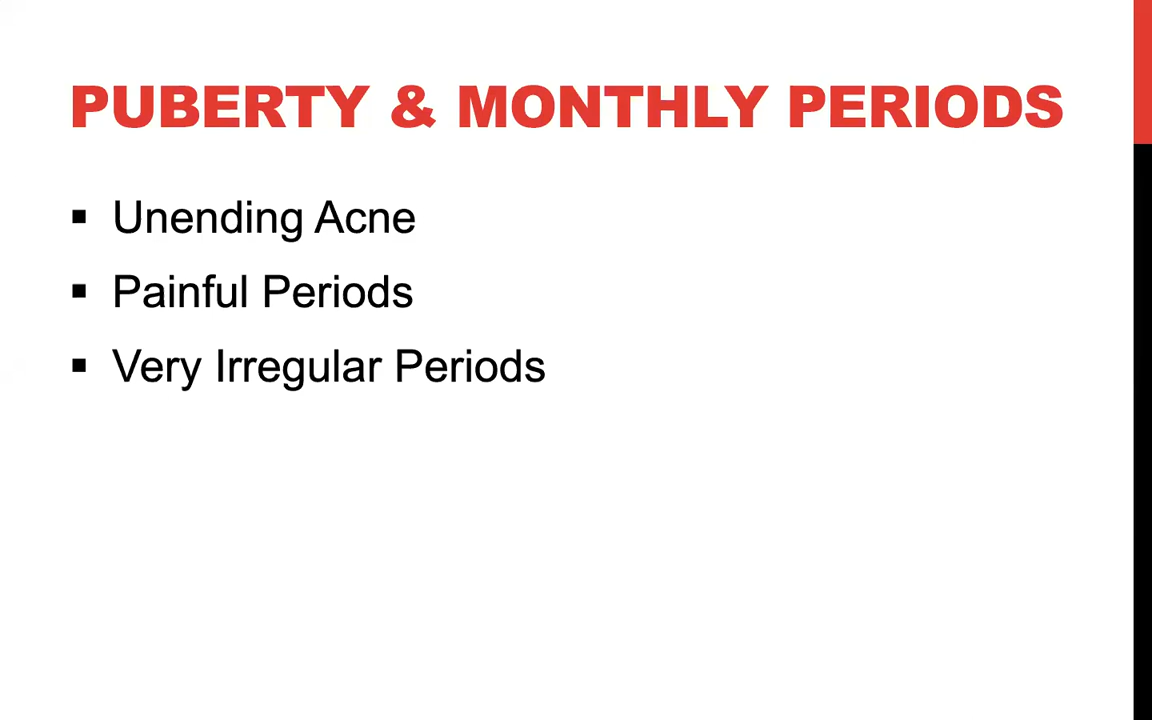 PUBERTY & MONTHLY PERIODS
▪ Unending Acne
▪ Painful Periods
▪ Very Irregular Periods